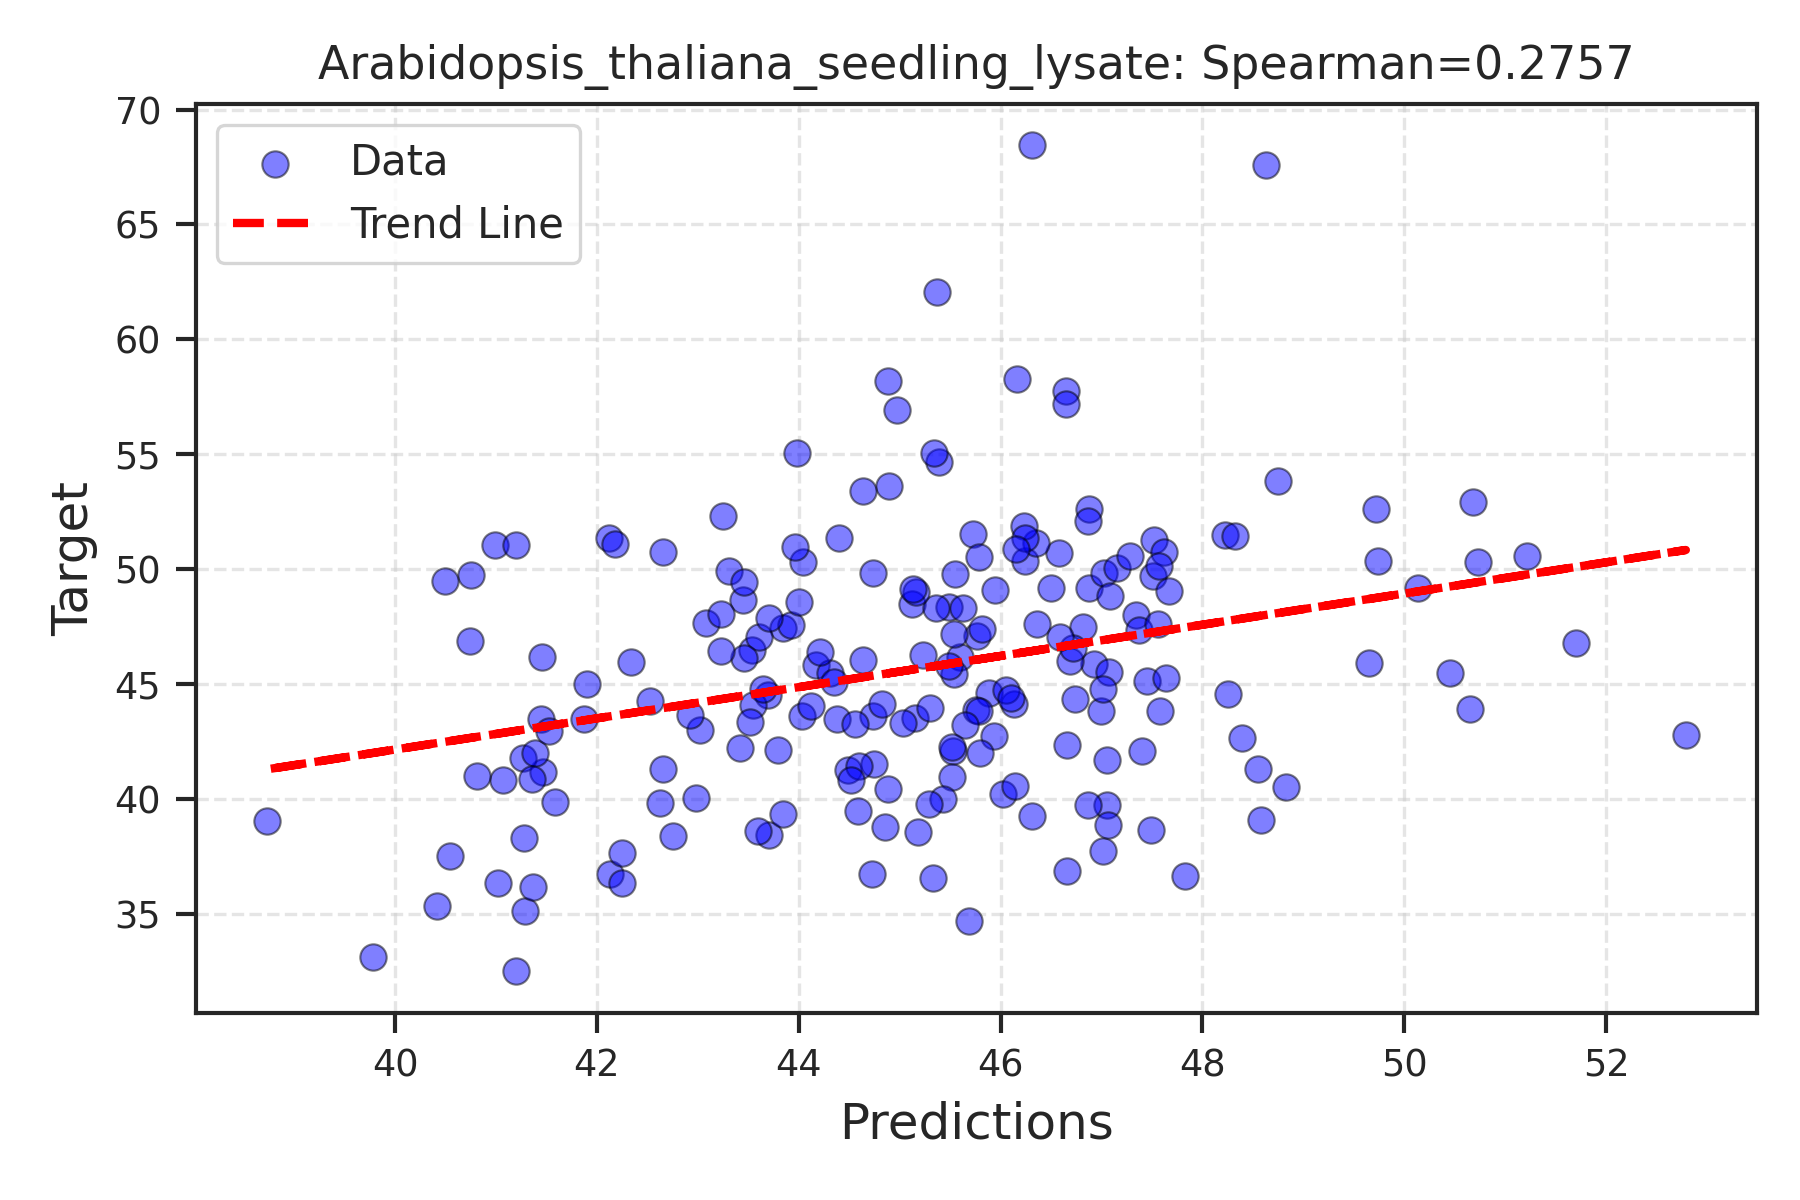 Arabidopsis_thaliana_seedling_lysate: Spearman=0.2757
Data
Trend Line
70
65
60
55
50
45
40
35
Target
40 42 44 46 48 50 52
Predictions